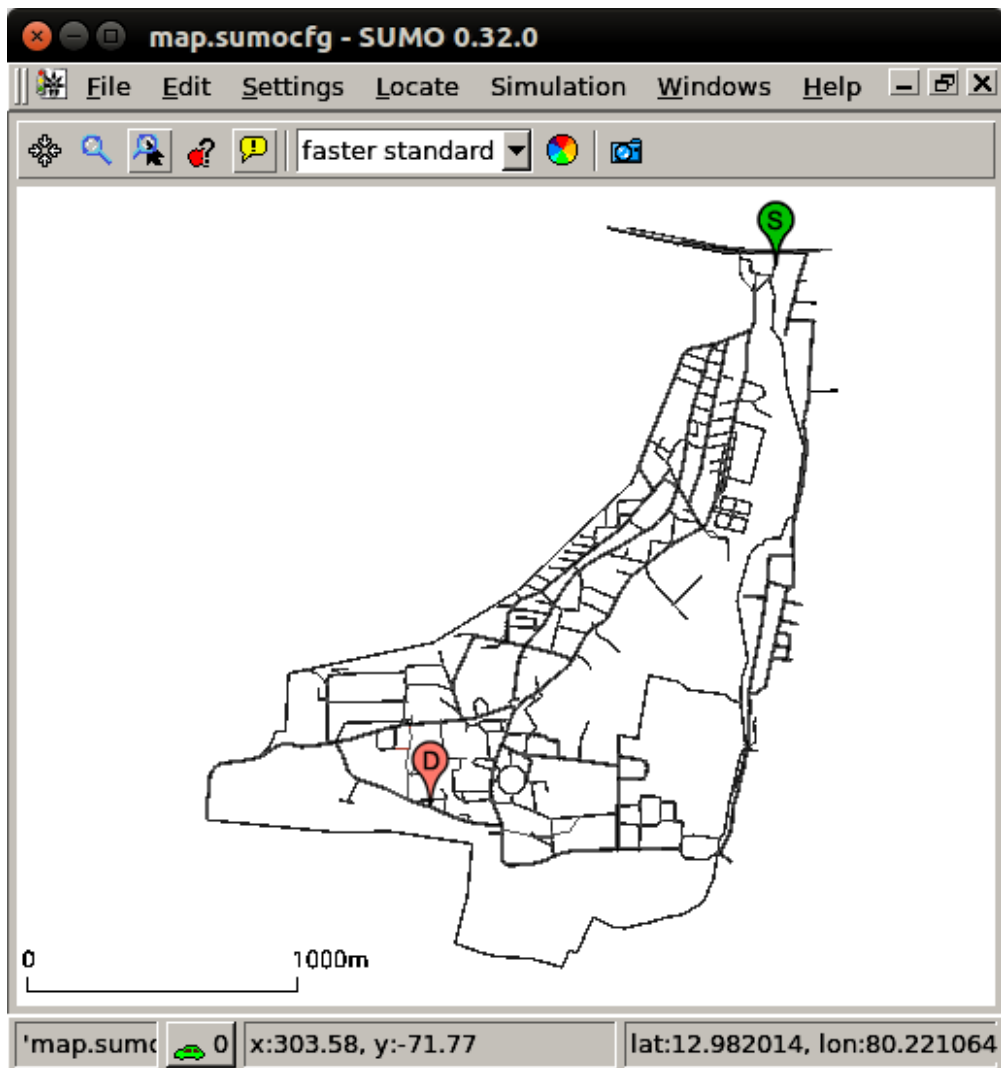 map.sumocfg - SUMO 0.32.0
File Edit Settings Locate Simulation Windows Help
faster standard
S
D
0 1000m
'map.sumo 0 x:303.58, y:-71.77 lat:12.982014, lon:80.221064